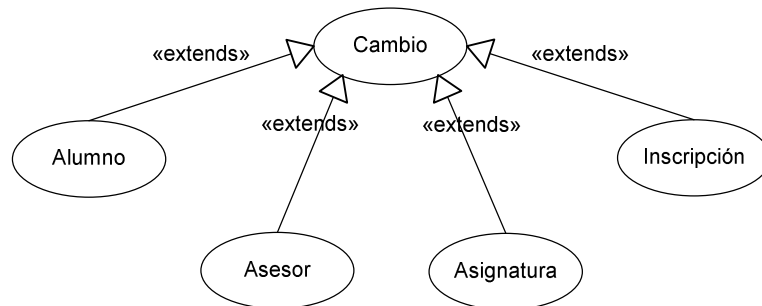 Cambio
«extends»
«extends»
«extends»
«extends»
Alumno
Inscripción
Asesor
Asignatura